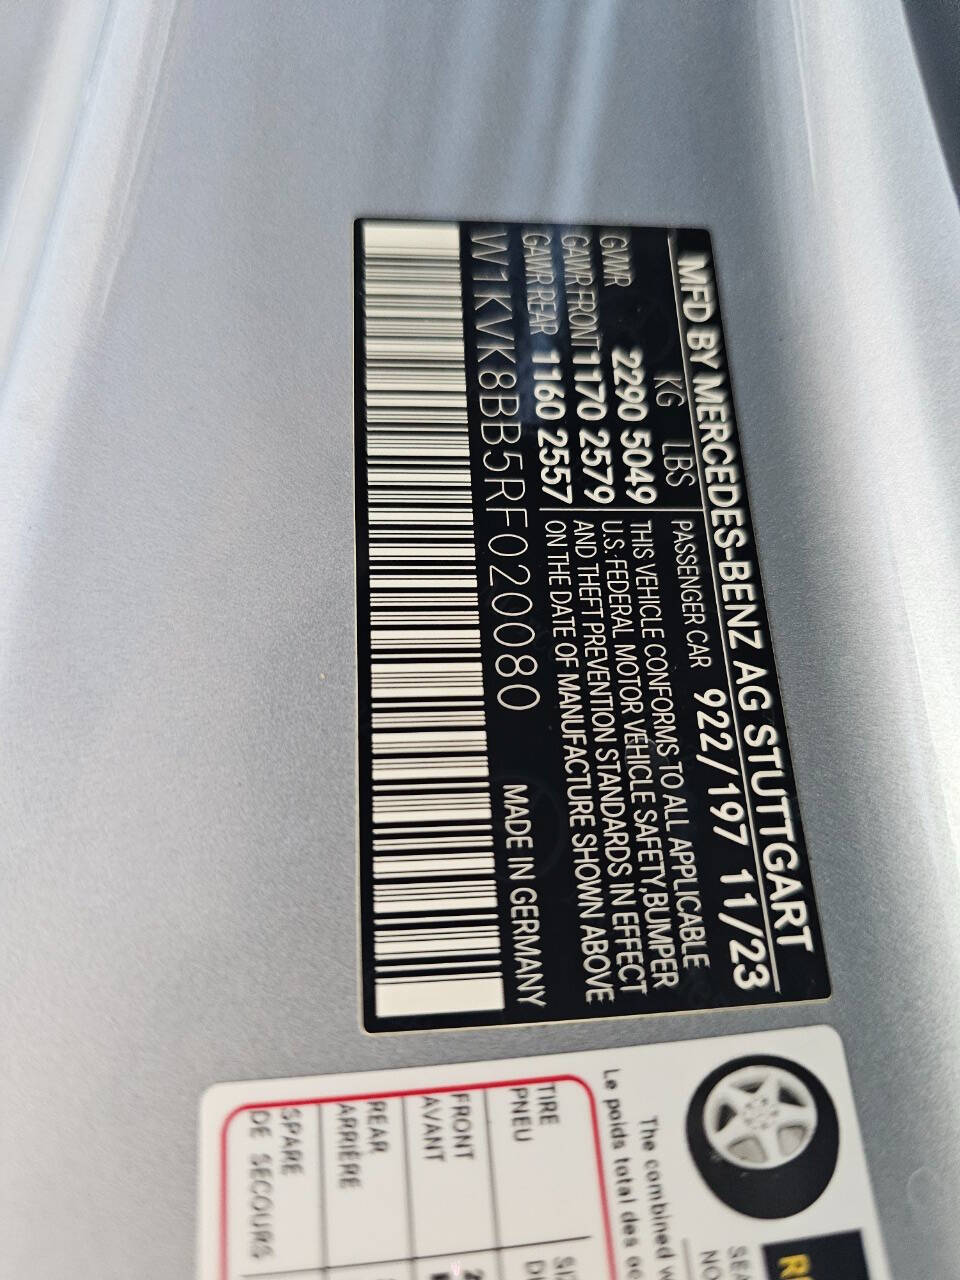 MFD BY MERCEDES-BENZ AG STUTTGART
KG LBS PASSENGER CAR 922/197 11/23
GVWR 2290 5049 THIS VEHICLE CONFORMS TO ALL APPLICABLE
GAWR FRONT 1170 2579 U.S. FEDERAL MOTOR VEHICLE SAFETY,BUMPER
GAWR REAR 1160 2557 AND THEFT PREVENTION STANDARDS IN EFFECT
ON THE DATE OF MANUFACTURE SHOWN ABOVE
W1KVK8BB5RF020080 MADE IN GERMANY
The combined
Le poids total des
TIRE
PNEU
FRONT
AVANT
REAR
ARRIÈRE
SPARE
DE SECOURS